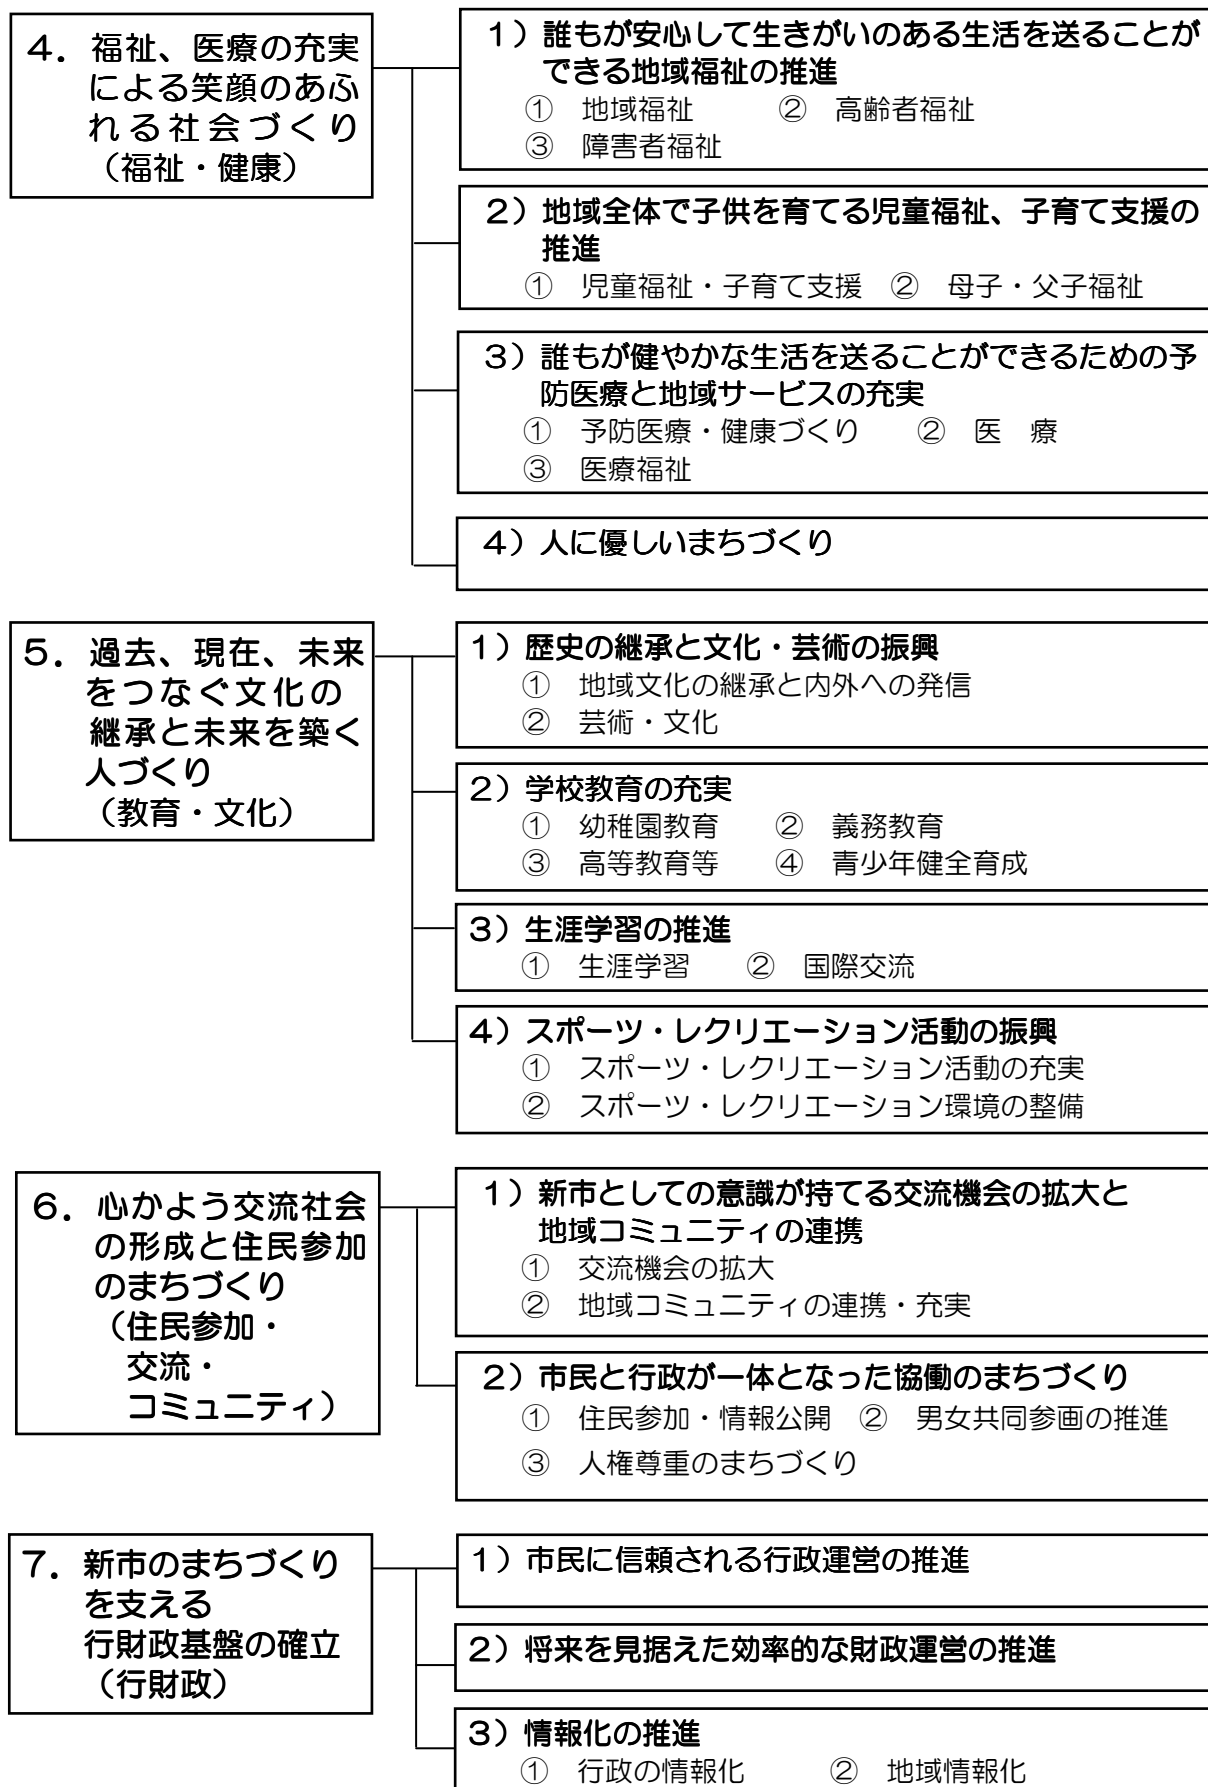 ４．福祉、医療の充実
による笑顔のあふ
れる社会づくり
（福祉・健康）
１）誰もが安心して生きがいのある生活を送ることが
できる地域福祉の推進
①　地域福祉　　　②　高齢者福祉
③　障害者福祉
２）地域全体で子供を育てる児童福祉、子育て支援の
推進
①　児童福祉・子育て支援　②　母子・父子福祉
３）誰もが健やかな生活を送ることができるための予
防医療と地域サービスの充実
①　予防医療・健康づくり　　②　医　療
③　医療福祉
４）人に優しいまちづくり
５．過去、現在、未来
をつなぐ文化の
継承と未来を築く
人づくり
（教育・文化）
１）歴史の継承と文化・芸術の振興
①　地域文化の継承と内外への発信
②　芸術・文化
２）学校教育の充実
①　幼稚園教育　　②　義務教育
③　高等教育等　　④　青少年健全育成
３）生涯学習の推進
①　生涯学習　　②　国際交流
４）スポーツ・レクリエーション活動の振興
①　スポーツ・レクリエーション活動の充実
②　スポーツ・レクリエーション環境の整備
６．心かよう交流社会
の形成と住民参加
のまちづくり
（住民参加・
交流・
コミュニティ）
１）新市としての意識が持てる交流機会の拡大と
地域コミュニティの連携
①　交流機会の拡大
②　地域コミュニティの連携・充実
２）市民と行政が一体となった協働のまちづくり
①　住民参加・情報公開　②　男女共同参画の推進
③　人権尊重のまちづくり
７．新市のまちづくり
を支える
行財政基盤の確立
（行財政）
１）市民に信頼される行政運営の推進
２）将来を見据えた効率的な財政運営の推進
３）情報化の推進
①　行政の情報化　　　②　地域情報化